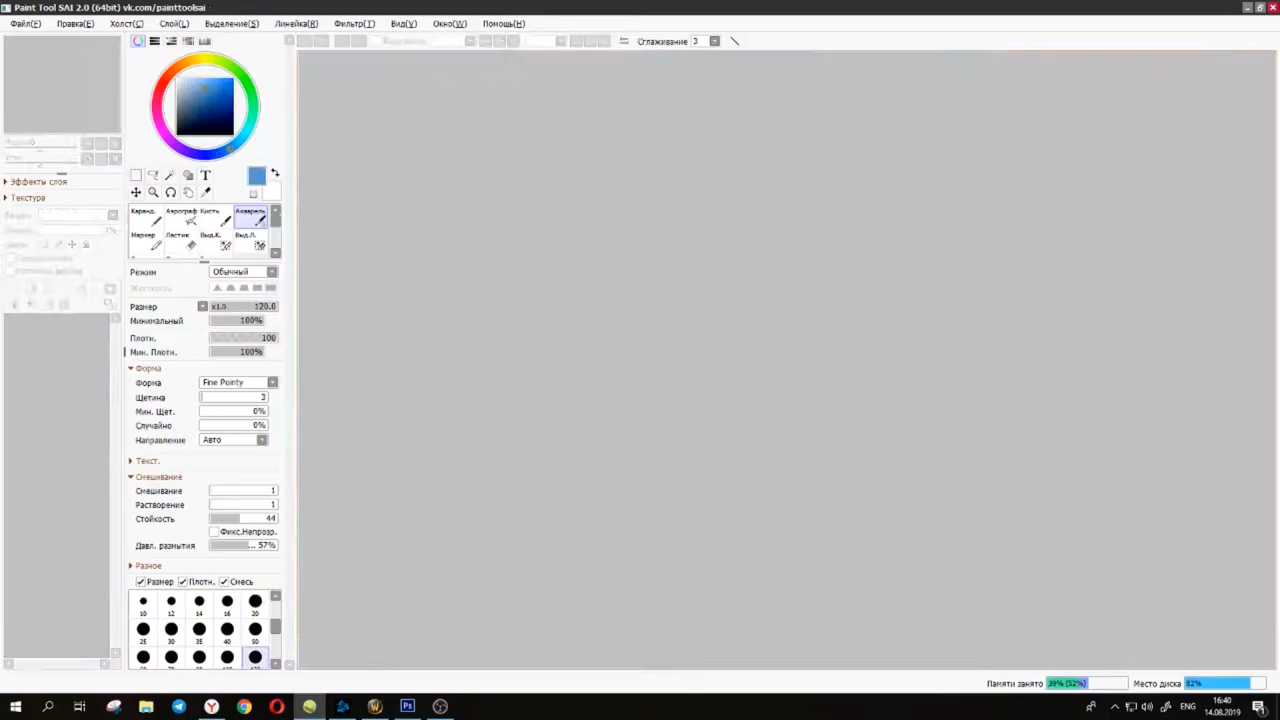 Paint Tool SAI 2.0 (64bit) vk.com/painttoolsai
Файл(F) Правка(E) Холст(C) Слой(L) Выделение(S) Линейка(R) Фильтр(T) Вид(V) Окно(W) Помощь(H)
Сглаживание 3
Эффекты слоя
Текстура
1%
T
Каранд. Аэрограф Кисть Акварель
Маркер Ластик Выд.К. Выд.Л.
Режим Обычный
Жесткость
Размер x1.0 120.0
Минимальный 100%
Плотн. 100
Мин. Плотн. 100%
Форма
Форма Fine Pointy
Щетина 3
Мин. Щет. 0%
Случайно 0%
Направление Авто
Текст.
Смешивание
Смешивание 1
Растворение 1
Стойкость 44
Фикс.Непрозр.
Давл. размытия ... 57%
Разное
Размер Плотн. Смесь
10 12 14 16 20
25 30 35 40 50
Памяти занято 39% (52%) Место диска 82%
ENG 16:40
14.08.2019